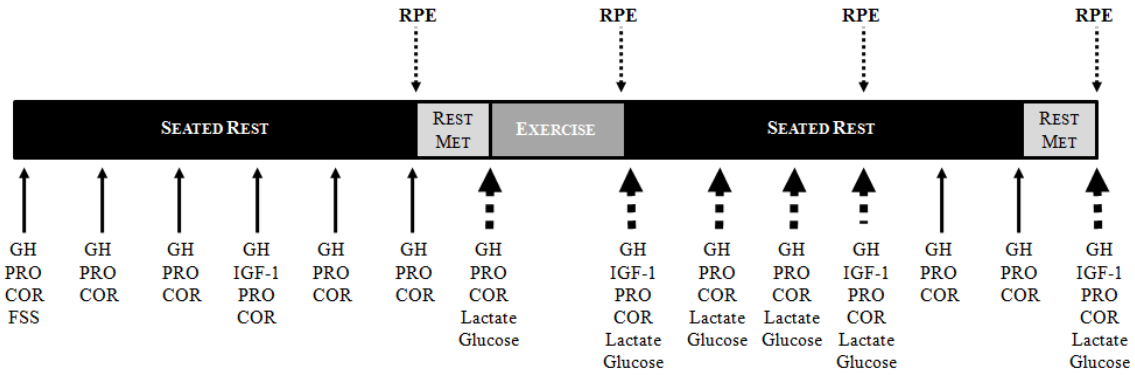 RPE RPE RPE RPE
SEATED REST
REST
MET
EXERCISE
SEATED REST
REST
MET
GH
PRO
COR
FSS
GH
PRO
COR
GH
PRO
COR
GH
IGF-1
PRO
COR
GH
PRO
COR
GH
PRO
COR
GH
PRO
COR
Lactate
Glucose
GH
IGF-1
PRO
COR
Lactate
Glucose
GH
PRO
COR
Lactate
Glucose
GH
PRO
COR
Lactate
Glucose
GH
IGF-1
PRO
COR
Lactate
Glucose
GH
PRO
COR
GH
PRO
COR
GH
IGF-1
PRO
COR
Lactate
Glucose